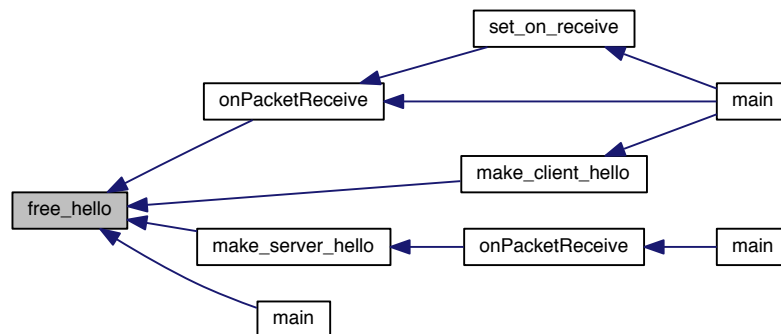 set_on_receive
onPacketReceive
main
make_client_hello
free_hello
make_server_hello
onPacketReceive
main
main